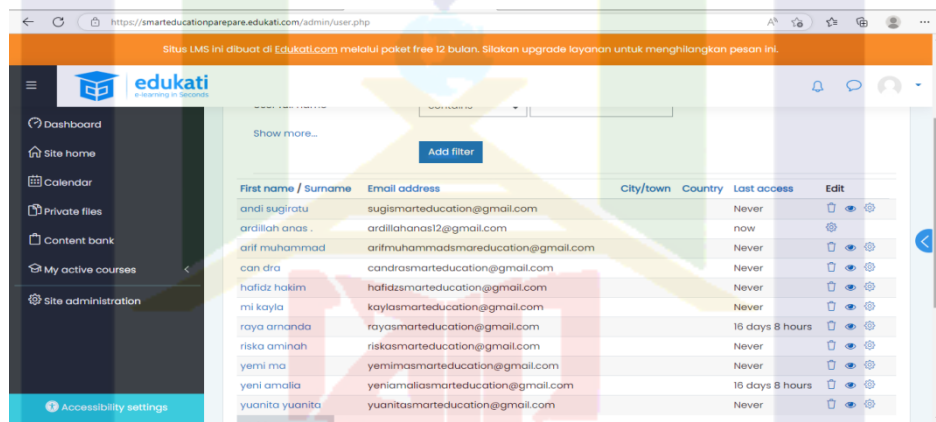 https://smarteducationparepare.edukati.com/admin/user.php
Situs LMS ini dibuat di Edukati.com melalui paket free 12 bulan. Silakan upgrade layanan untuk menghilangkan pesan ini.
edukati
e-learning in Seconds
Dashboard
Site home
Calendar
Private files
Content bank
My active courses
Site administration
Accessibility settings
User full name contains
Show more...
Add filter
First name / Surname Email address City/town Country Last access Edit
andi sugiratu sugismarteducation@gmail.com Never
ardillah anas . ardillahanas12@gmail.com now
arif muhammad arifmuhammadsmareducation@gmail.com Never
can dra candrasmarteducation@gmail.com Never
hafidz hakim hafidzsmarteducation@gmail.com Never
mi kayla kaylasmarteducation@gmail.com Never
raya amanda rayasmarteducation@gmail.com 16 days 8 hours
riska aminah riskasmarteducation@gmail.com Never
yemi ma yemimasmarteducation@gmail.com Never
yeni amalia yeniamaliasmarteducation@gmail.com 16 days 8 hours
yuanita yuanita yuanitasmarteducation@gmail.com Never